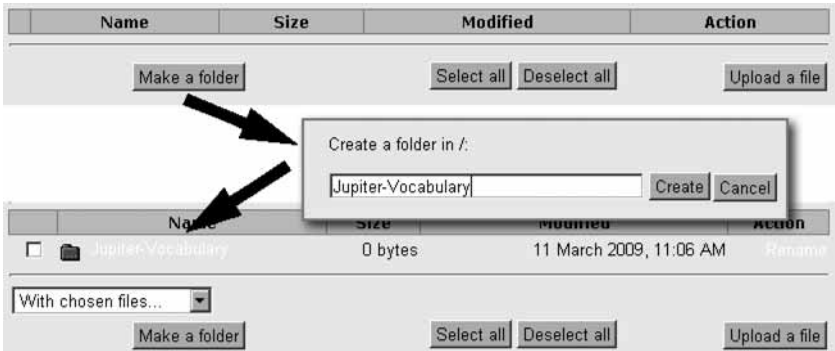 Name Size Modified Action
Make a folder Select all Deselect all Upload a file
Create a folder in /:
Jupiter-Vocabulary Create Cancel
Name Size Modified Action
Jupiter-Vocabulary 0 bytes 11 March 2009, 11:06 AM Rename
With chosen files...
Make a folder Select all Deselect all Upload a file